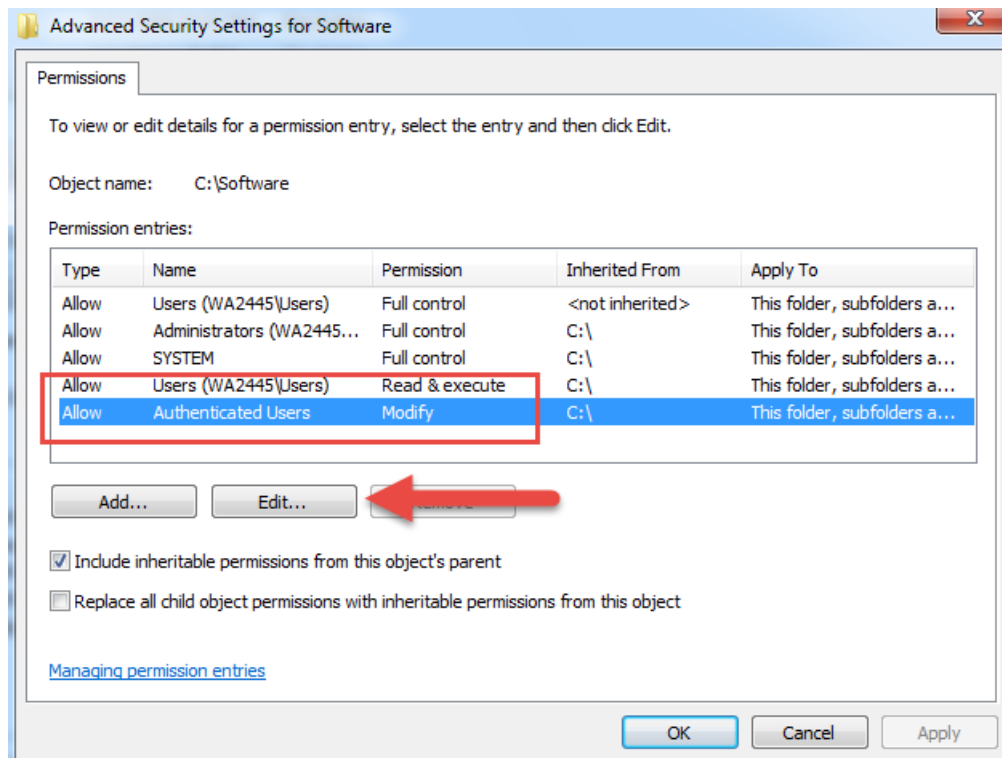 Advanced Security Settings for Software
Permissions
To view or edit details for a permission entry, select the entry and then click Edit.
Object name: C:\Software
Permission entries:
Type Name Permission Inherited From Apply To
Allow Users (WA2445\Users) Full control <not inherited> This folder, subfolders a...
Allow Administrators (WA2445... Full control C:\ This folder, subfolders a...
Allow SYSTEM Full control C:\ This folder, subfolders a...
Allow Users (WA2445\Users) Read & execute C:\ This folder, subfolders a...
Allow Authenticated Users Modify C:\ This folder, subfolders a...
Add... Edit...
Include inheritable permissions from this object's parent
Replace all child object permissions with inheritable permissions from this object
Managing permission entries
OK Cancel Apply